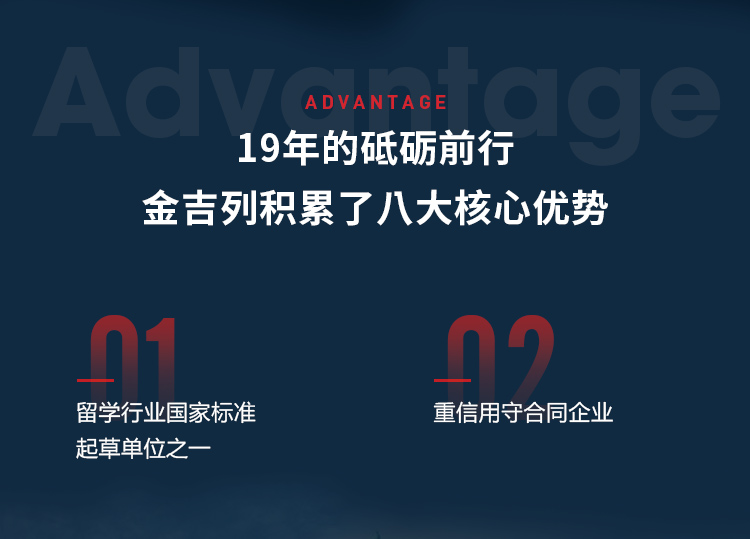 Advantage
ADVANTAGE
19年的砥砺前行
金吉列积累了八大核心优势
01
留学行业国家标准
起草单位之一
02
重信用守合同企业